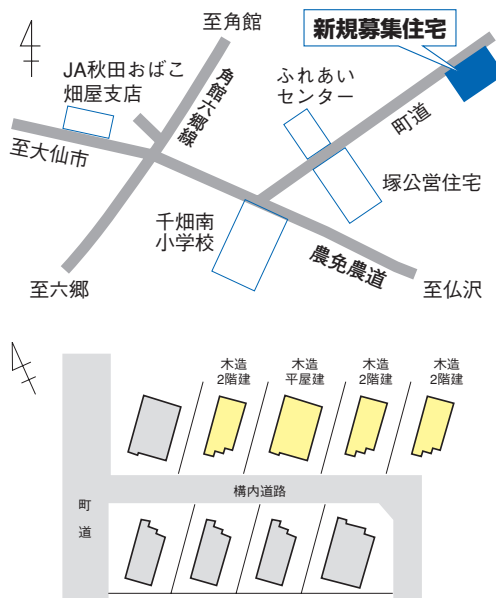 至角館
新規募集住宅
JA秋田おばこ
畑屋支店
角館六郷線
ふれあい
センター
町道
至大仙市
塚公営住宅
千畑南
小学校
農免農道
至六郷
至仏沢
木造
2階建
木造
平屋建
木造
2階建
木造
2階建
構内道路
町道